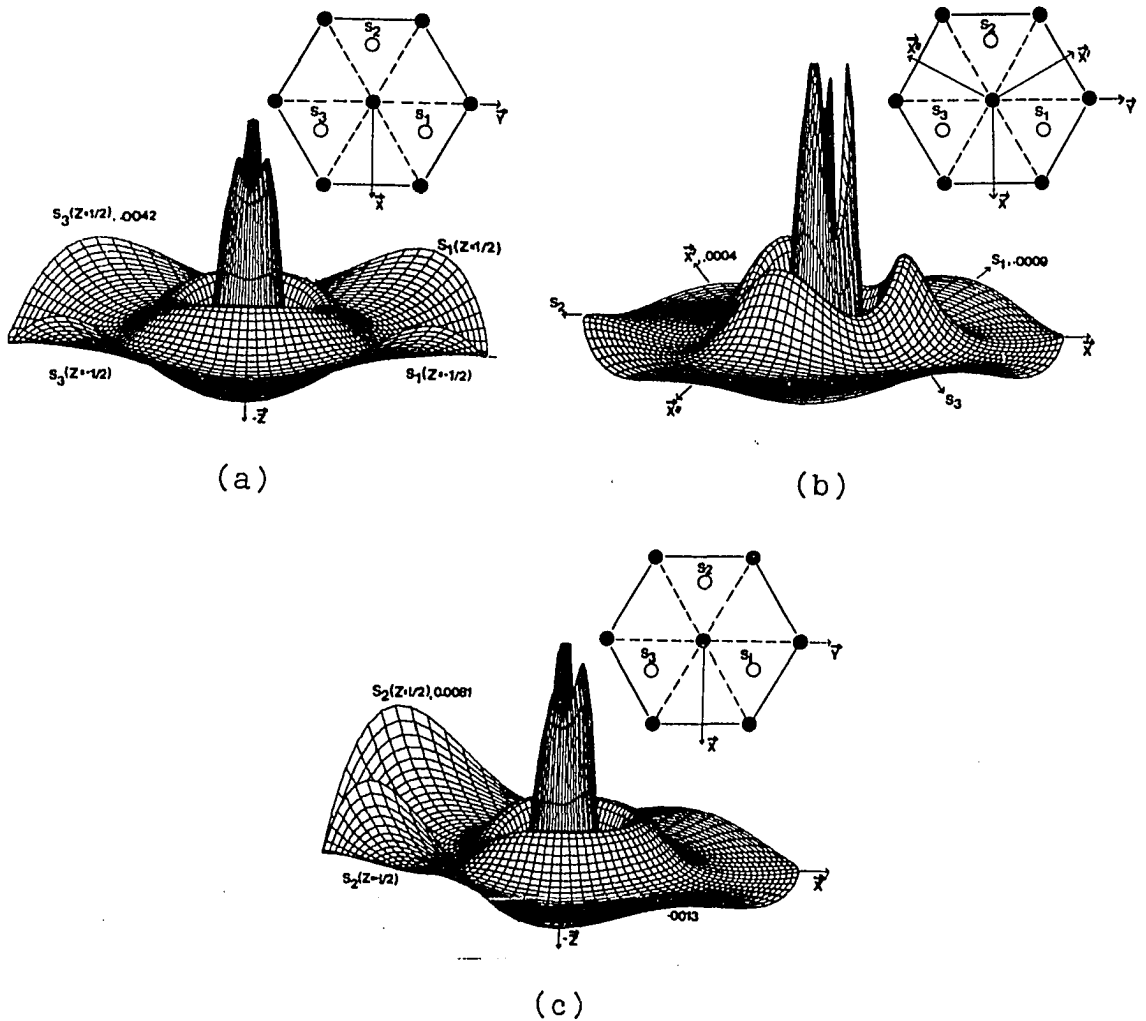 S2
S3
S1
Y
X
S3(Z=1/2), .0042
S1(Z=1/2)
S3(Z=-1/2)
S1(Z=-1/2)
-Z
(a)
S2
X"
X'
S3
S1
Y
X
X', .0004
S1, .0009
S2
X
X"
S3
(b)
S2
S3
S1
Y
X
S2(Z=1/2), 0.0081
S2(Z=-1/2)
X
.0013
-Z
(c)